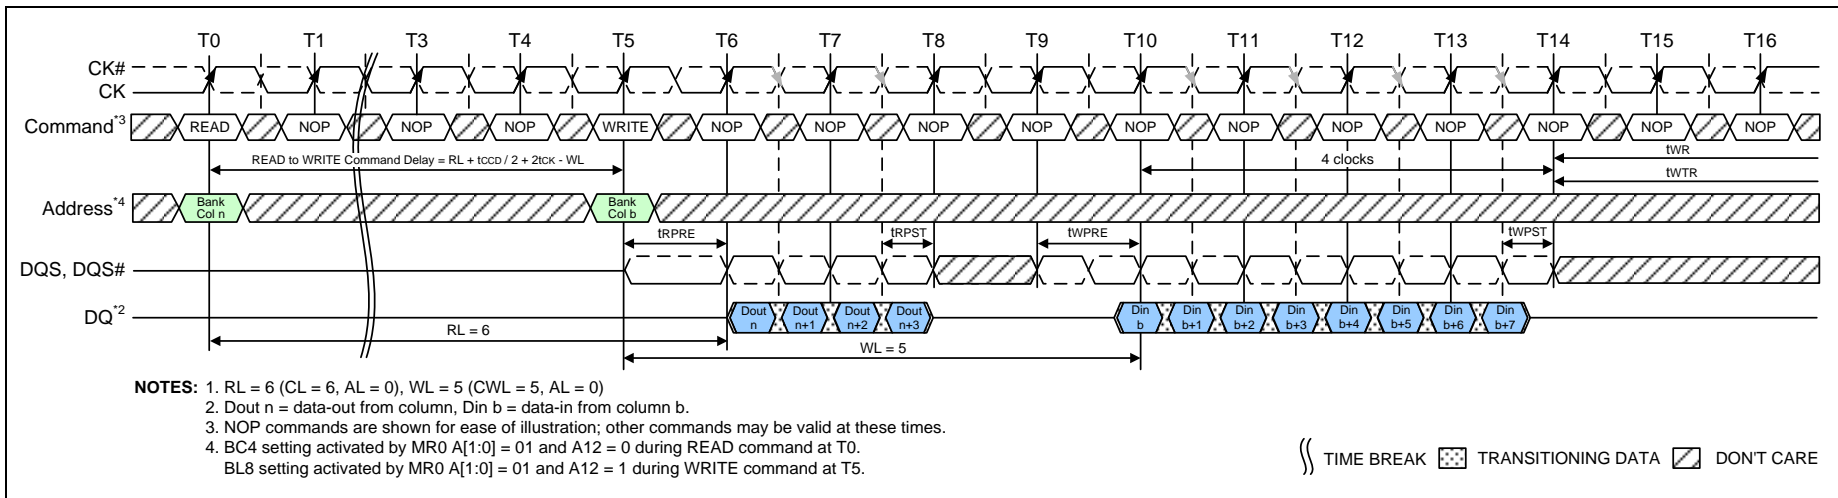 T0 T1 T3 T4 T5 T6 T7 T8 T9 T10 T11 T12 T13 T14 T15 T16
CK#
CK
Command*3 READ NOP NOP NOP WRITE NOP NOP NOP NOP NOP NOP NOP NOP NOP NOP NOP
READ to WRITE Command Delay = RL + tCCD / 2 + 2tCK - WL
4 clocks
tWR
tWTR
Address*4
Bank Col n
Bank Col b
tRPRE tRPST tWPRE tWPST
DQS, DQS#
DQ*2
Dout n
Dout n+1
Dout n+2
Dout n+3
Din b
Din b+1
Din b+2
Din b+3
Din b+4
Din b+5
Din b+6
Din b+7
RL = 6
WL = 5
NOTES: 1. RL = 6 (CL = 6, AL = 0), WL = 5 (CWL = 5, AL = 0)
2. Dout n = data-out from column, Din b = data-in from column b.
3. NOP commands are shown for ease of illustration; other commands may be valid at these times.
4. BC4 setting activated by MR0 A[1:0] = 01 and A12 = 0 during READ command at T0.
BL8 setting activated by MR0 A[1:0] = 01 and A12 = 1 during WRITE command at T5.
TIME BREAK TRANSITIONING DATA DON'T CARE